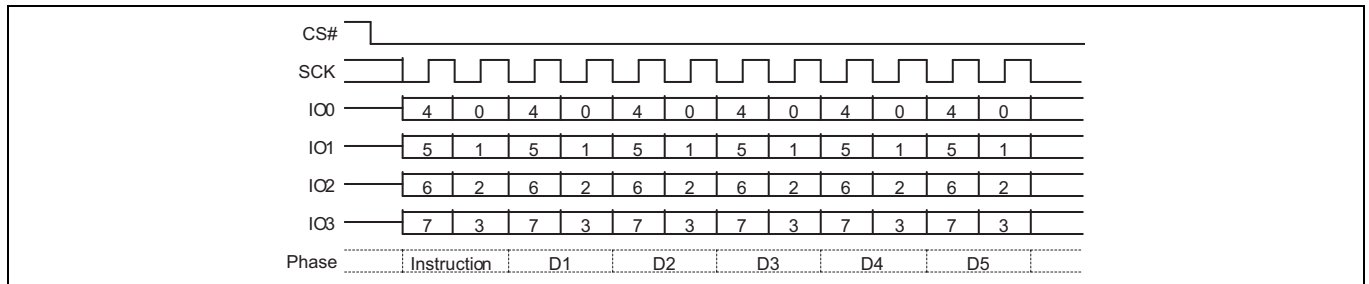 CS#
SCK
IO0 4 0 4 0 4 0 4 0 4 0 4 0
IO1 5 1 5 1 5 1 5 1 5 1 5 1
IO2 6 2 6 2 6 2 6 2 6 2 6 2
IO3 7 3 7 3 7 3 7 3 7 3 7 3
Phase Instruction D1 D2 D3 D4 D5